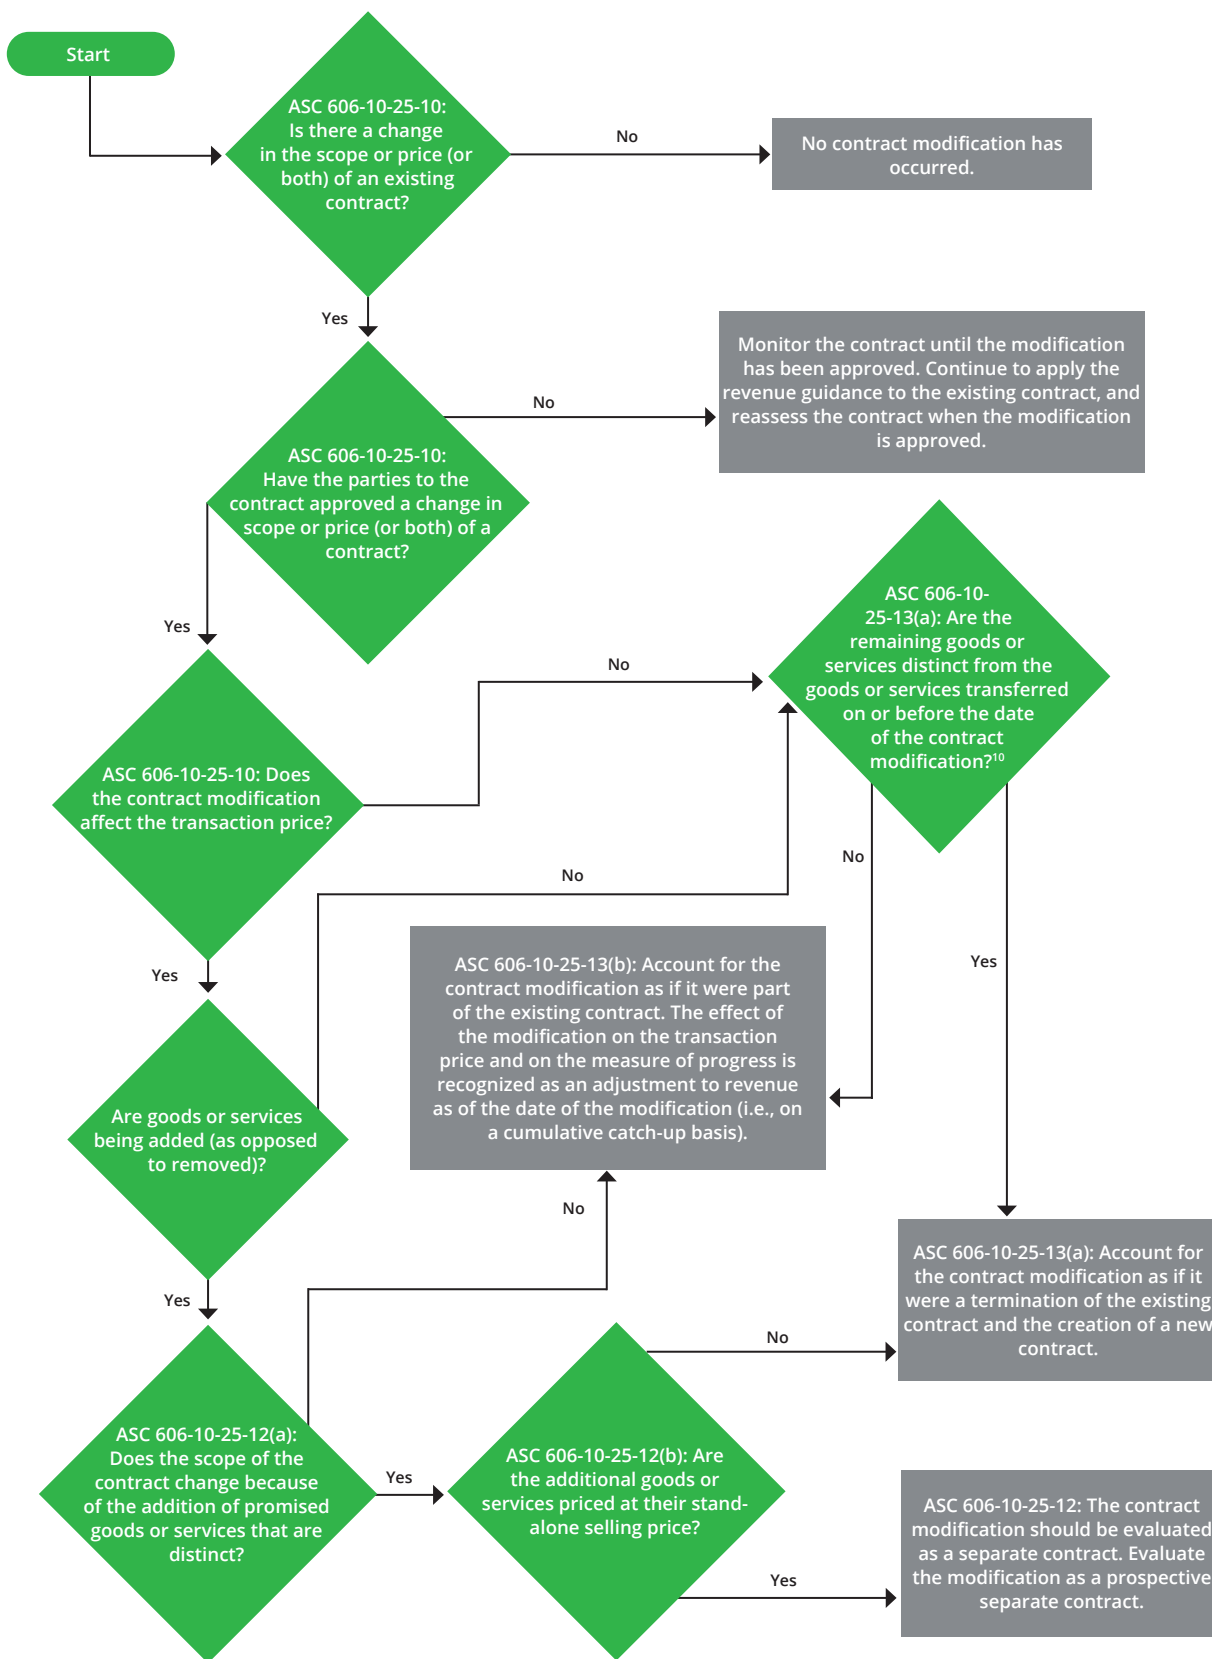 Start
ASC 606-10-25-10:
Is there a change
in the scope or price (or
both) of an existing
contract?
No
No contract modification has
occurred.
Yes
Monitor the contract until the modification
has been approved. Continue to apply the
revenue guidance to the existing contract, and
reassess the contract when the modification
is approved.
No
ASC 606-10-25-10:
Have the parties to the
contract approved a change in
scope or price (or both) of a
contract?
Yes
ASC 606-10-
25-13(a): Are the
remaining goods or
services distinct from the
goods or services transferred
on or before the date
of the contract
modification?¹⁰
No
ASC 606-10-25-10: Does
the contract modification
affect the transaction price?
No
No
Yes
Yes
ASC 606-10-25-13(b): Account for the
contract modification as if it were part
of the existing contract. The effect of
the modification on the transaction
price and on the measure of progress is
recognized as an adjustment to revenue
as of the date of the modification (i.e., on
a cumulative catch-up basis).
Are goods or services
being added (as opposed
to removed)?
No
Yes
ASC 606-10-25-13(a): Account for
the contract modification as if it
were a termination of the existing
contract and the creation of a new
contract.
No
ASC 606-10-25-12(a):
Does the scope of the
contract change because
of the addition of promised
goods or services that are
distinct?
Yes
ASC 606-10-25-12(b): Are
the additional goods or
services priced at their stand-
alone selling price?
Yes
ASC 606-10-25-12: The contract
modification should be evaluated
as a separate contract. Evaluate
the modification as a prospective
separate contract.